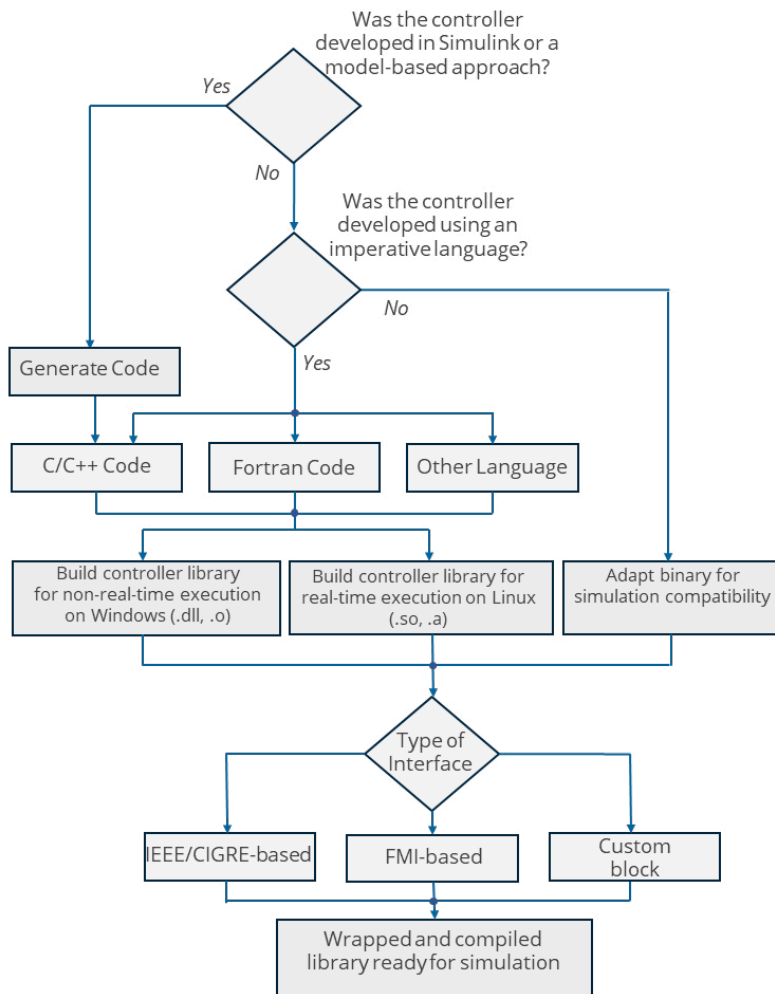 Was the controller
developed in Simulink or a
model-based approach?
Yes
No
Was the controller
developed using an
imperative language?
No
Yes
Generate Code
C/C++ Code
Fortran Code
Other Language
Build controller library
for non-real-time execution
on Windows (.dll, .o)
Build controller library for
real-time execution on Linux
(.so, .a)
Adapt binary for
simulation compatibility
Type of
Interface
IEEE/CIGRE-based
FMI-based
Custom
block
Wrapped and compiled
library ready for simulation